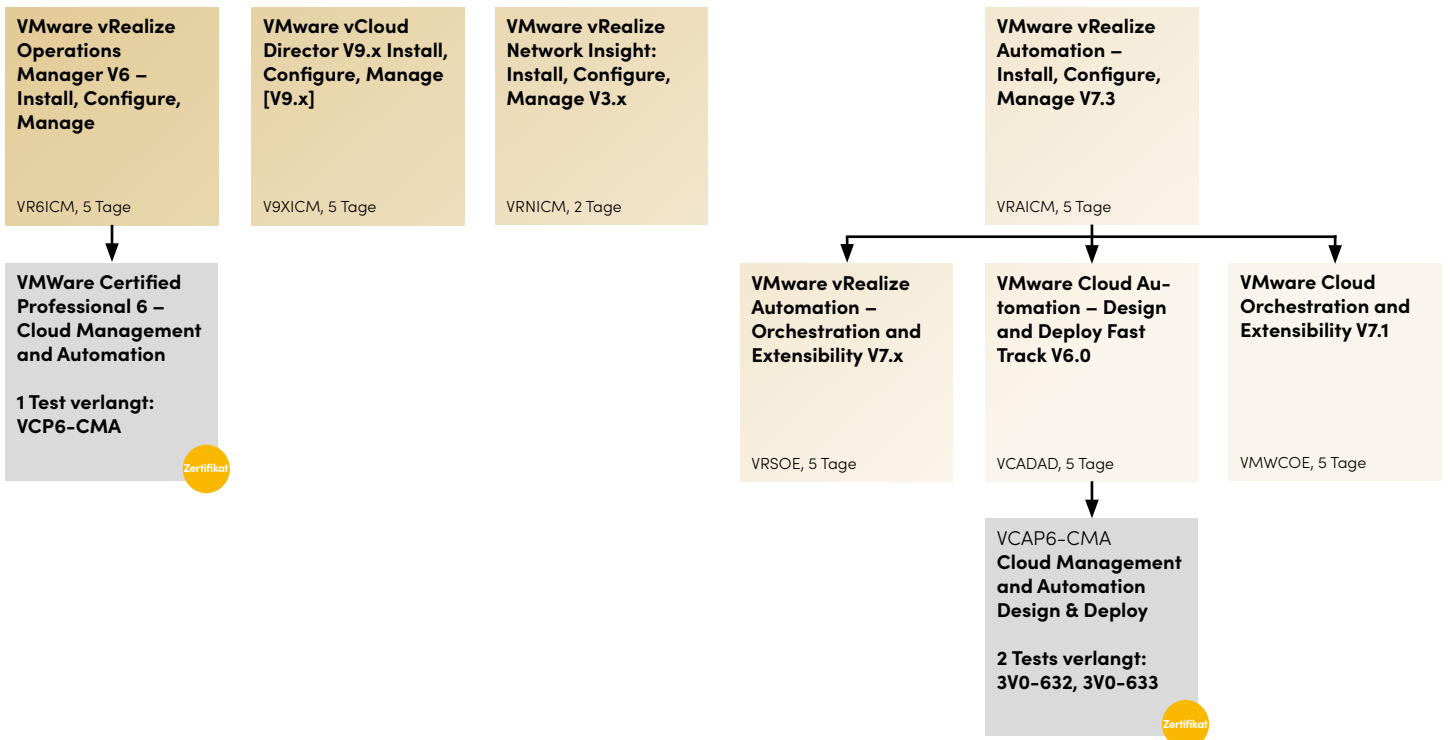 VMware vRealize
Operations
Manager V6 –
Install, Configure,
Manage
VR6ICM, 5 Tage
VMware vCloud
Director V9.x Install,
Configure, Manage
[V9.x]
V9XICM, 5 Tage
VMware vRealize
Network Insight:
Install, Configure,
Manage V3.x
VRNICM, 2 Tage
VMware vRealize
Automation –
Install, Configure,
Manage V7.3
VRAICM, 5 Tage
VMWare Certified
Professional 6 –
Cloud Management
and Automation
1 Test verlangt:
VCP6-CMA
Zertifikat
VMware vRealize
Automation –
Orchestration and
Extensibility V7.x
VRSOE, 5 Tage
VMware Cloud Au-
tomation – Design
and Deploy Fast
Track V6.0
VCADAD, 5 Tage
VMware Cloud
Orchestration and
Extensibility V7.1
VMWCOE, 5 Tage
VCAP6-CMA
Cloud Management
and Automation
Design & Deploy
2 Tests verlangt:
3V0-632, 3V0-633
Zertifikat